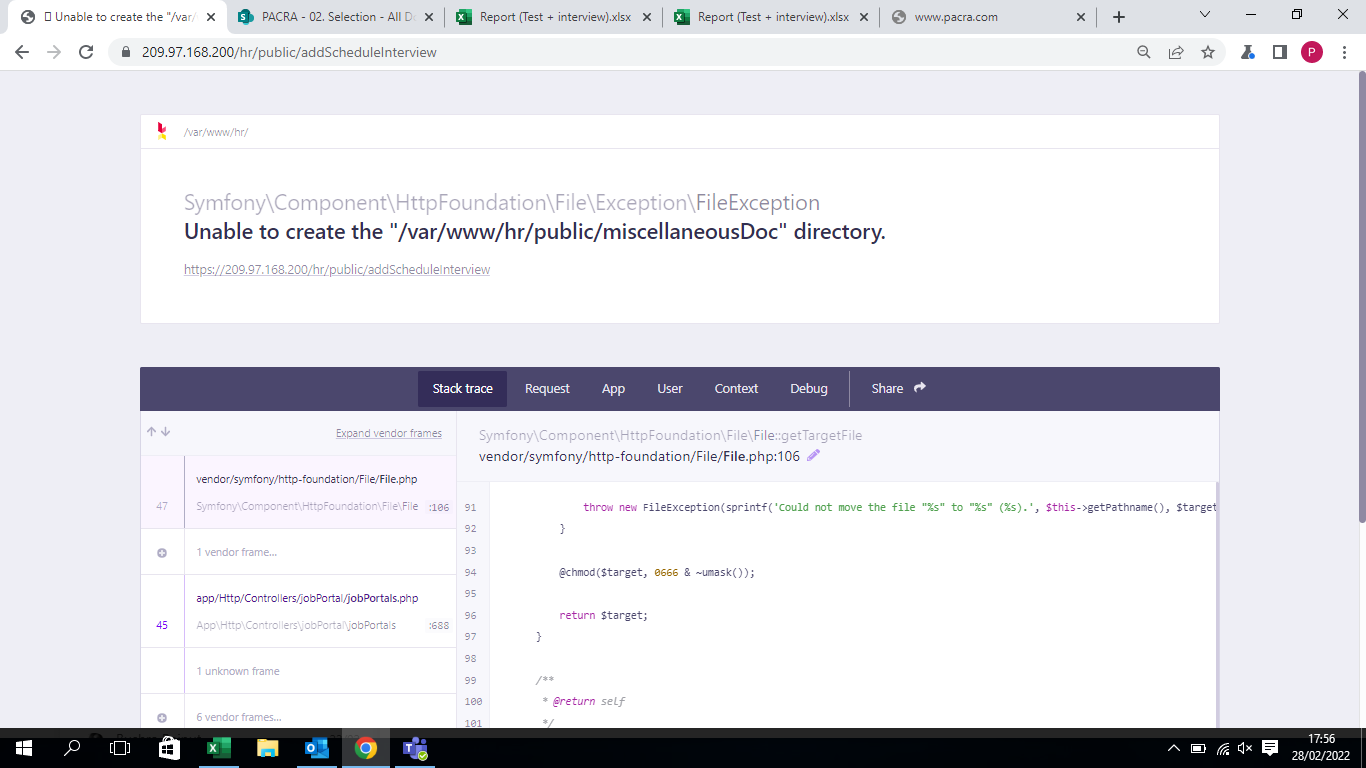 Unable to create the "/var/
PACRA - 02. Selection - All Do
Report (Test + interview).xlsx
Report (Test + interview).xlsx
www.pacra.com
209.97.168.200/hr/public/addScheduleInterview
P
/var/www/hr/
Symfony\Component\HttpFoundation\File\Exception\FileException
Unable to create the "/var/www/hr/public/miscellaneousDoc" directory.
https://209.97.168.200/hr/public/addScheduleInterview
Stack trace
Request
App
User
Context
Debug
Share
Expand vendor frames
vendor/symfony/http-foundation/File/File.php
47 Symfony\Component\HttpFoundation\File\File :106
1 vendor frame…
app/Http/Controllers/jobPortal/jobPortals.php
45 App\Http\Controllers\jobPortal\jobPortals :688
1 unknown frame
6 vendor frames…
Symfony\Component\HttpFoundation\File\File::getTargetFile
vendor/symfony/http-foundation/File/File.php:106
91 throw new FileException(sprintf('Could not move the file "%s" to "%s" (%s).', $this->getPathname(), $target
92 }
93
94 @chmod($target, 0666 & ~umask());
95
96 return $target;
97 }
98
99 /**
100 * @return self
101 */
17:56
28/02/2022